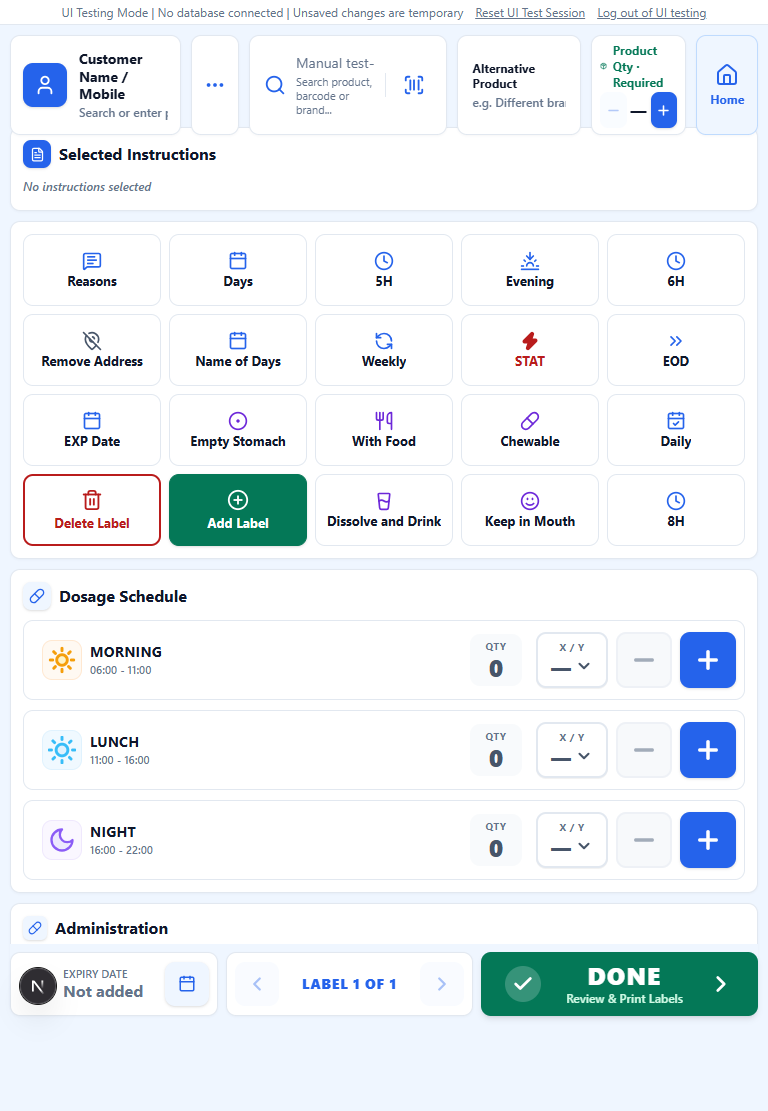 UI Testing Mode | No database connected | Unsaved changes are temporary Reset UI Test Session Log out of UI testing
Customer
Name /
Mobile
Search or enter
...
Manual test-
Search product,
barcode or
brand...
Alternative
Product
e.g. Different bra
Product
Qty ·
Required
— — +
Home
Selected Instructions
No instructions selected
Reasons
Days
5H
Evening
6H
Remove Address
Name of Days
Weekly
STAT
EOD
EXP Date
Empty Stomach
With Food
Chewable
Daily
Delete Label
Add Label
Dissolve and Drink
Keep in Mouth
8H
Dosage Schedule
MORNING
06:00 - 11:00
QTY
0
X / Y
—
LUNCH
11:00 - 16:00
QTY
0
X / Y
—
NIGHT
16:00 - 22:00
QTY
0
X / Y
—
Administration
N
EXPIRY DATE
Not added
LABEL 1 OF 1
DONE
Review & Print Labels